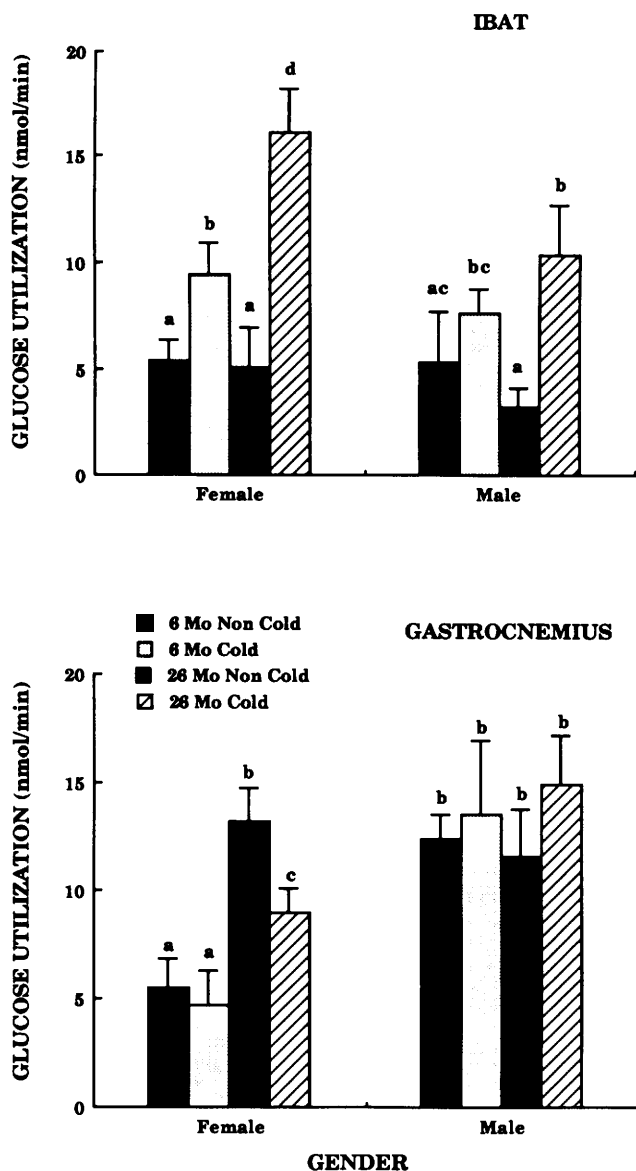 IBAT
GLUCOSE UTILIZATION (nmol/min)
20
15
10
5
0
a
b
a
d
ac
bc
a
b
Female
Male
6 Mo Non Cold
6 Mo Cold
26 Mo Non Cold
26 Mo Cold
GASTROCNEMIUS
GLUCOSE UTILIZATION (nmol/min)
20
15
10
5
0
a
a
b
c
b
b
b
b
Female
Male
GENDER